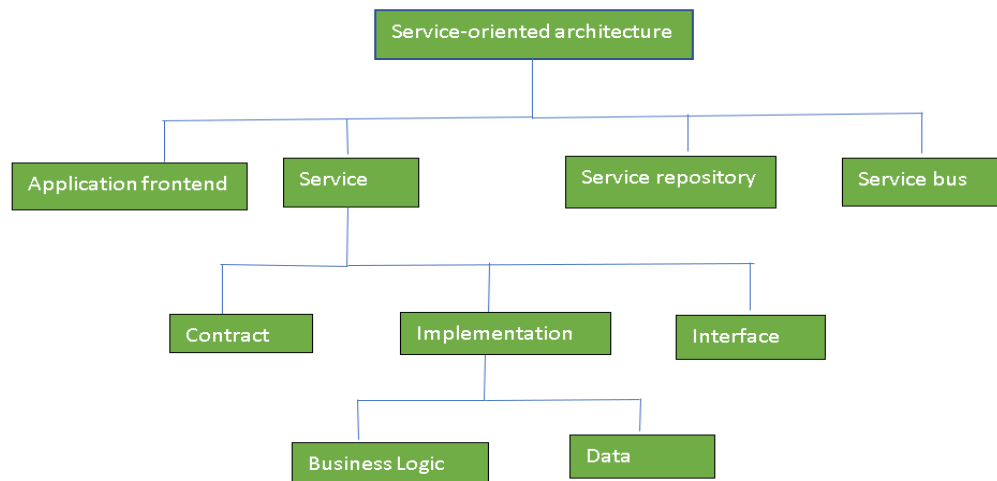 Service-oriented architecture
Application frontend
Service
Service repository
Service bus
Contract
Implementation
Interface
Business Logic
Data